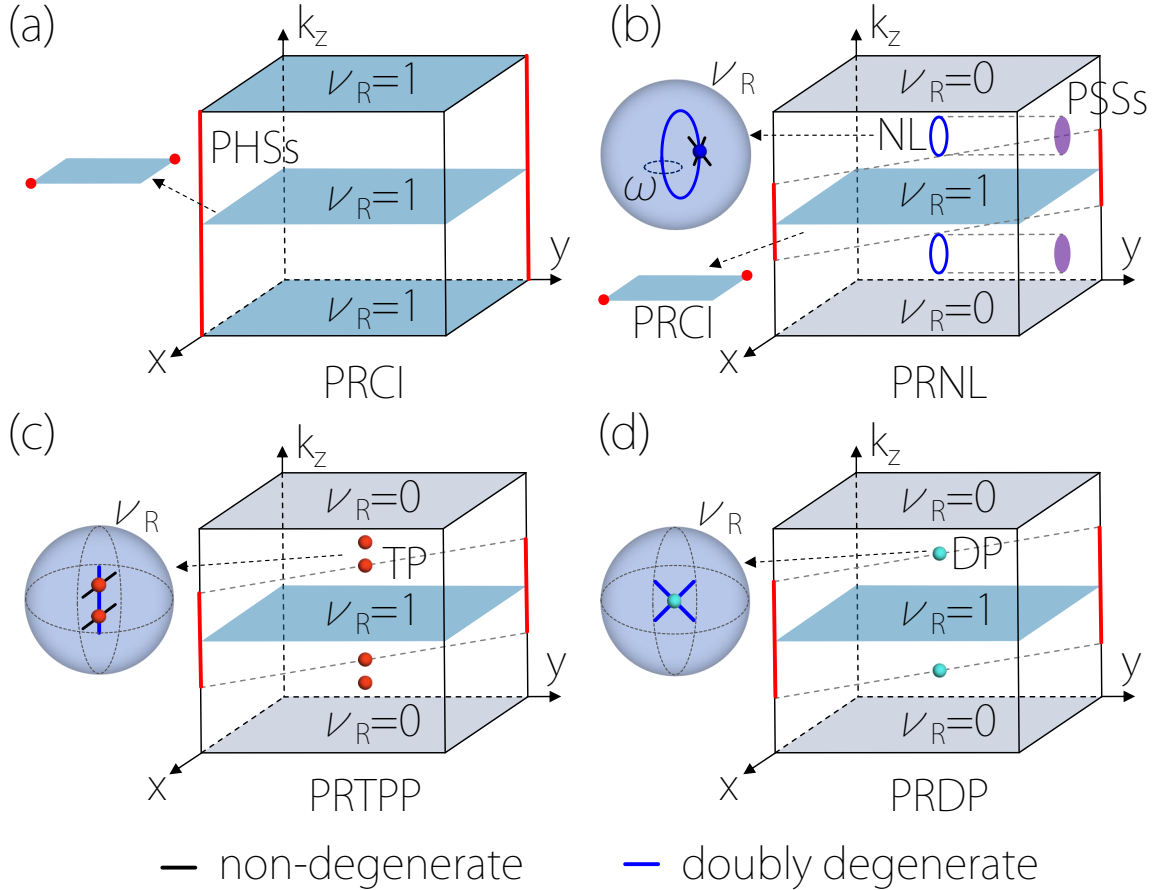 (a)
k_z
ν_R=1
PHSs
ν_R=1
y
ν_R=1
x
PRCI
(b)
k_z
ν_R
ν_R=0
PSSs
NL
ω
ν_R=1
y
PRCI
ν_R=0
x
PRNL
(c)
k_z
ν_R
ν_R=0
TP
ν_R=1
y
ν_R=0
x
PRTPP
(d)
k_z
ν_R
ν_R=0
DP
ν_R=1
y
ν_R=0
x
PRDP
non-degenerate
doubly degenerate